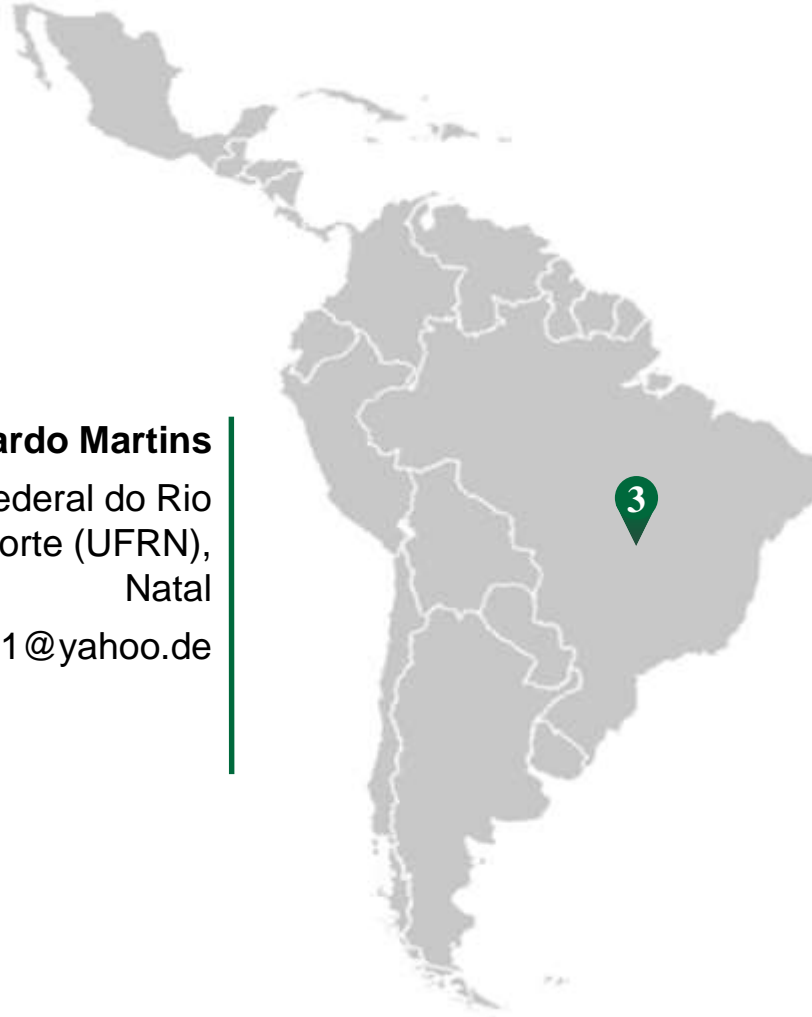 ardo Martins
ederal do Rio
orte (UFRN),
Natal
1@yahoo.de
3